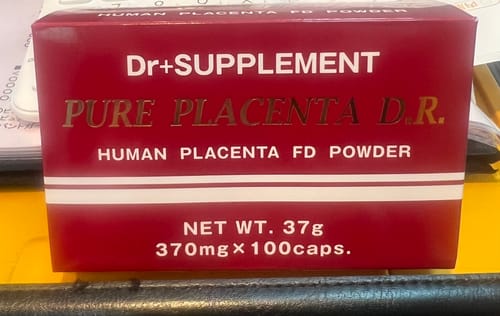 HUMAN PLACENTA FD POWDER
Dr+SUPPLEMENT
PURE PLACENTA D.R.
HUMAN PLACENTA FD POWDER
NET WT. 37g
370mg×100caps.